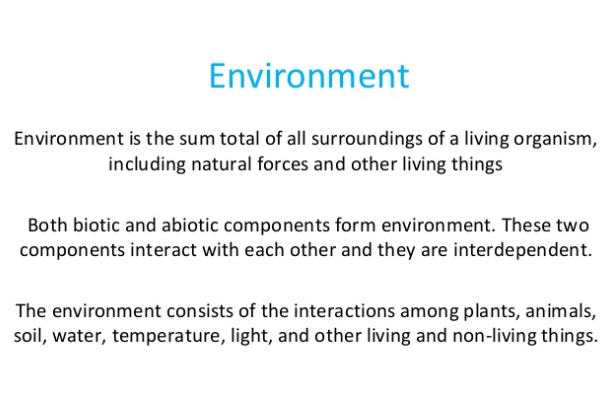 Environment
Environment is the sum total of all surroundings of a living organism,
including natural forces and other living things
Both biotic and abiotic components form environment. These two
components interact with each other and they are interdependent.
The environment consists of the interactions among plants, animals,
soil, water, temperature, light, and other living and non-living things.